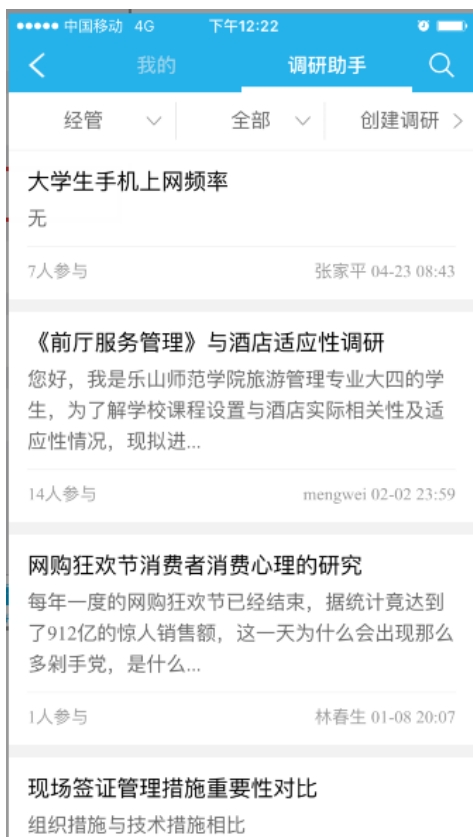 中国移动 4G 下午12:22
我的 调研助手
经管 全部 创建调研
大学生手机上网频率
无
7人参与 张家平 04-23 08:43
《前厅服务管理》与酒店适应性调研
您好，我是乐山师范学院旅游管理专业大四的学
生，为了解学校课程设置与酒店实际相关性及适
应性情况，现拟进...
14人参与 mengwei 02-02 23:59
网购狂欢节消费者消费心理的研究
每年一度的网购狂欢节已经结束，据统计竟达到
了912亿的惊人销售额，这一天为什么会出现那么
多剁手党，是什么...
1人参与 林春生 01-08 20:07
现场签证管理措施重要性对比
组织措施与技术措施相比